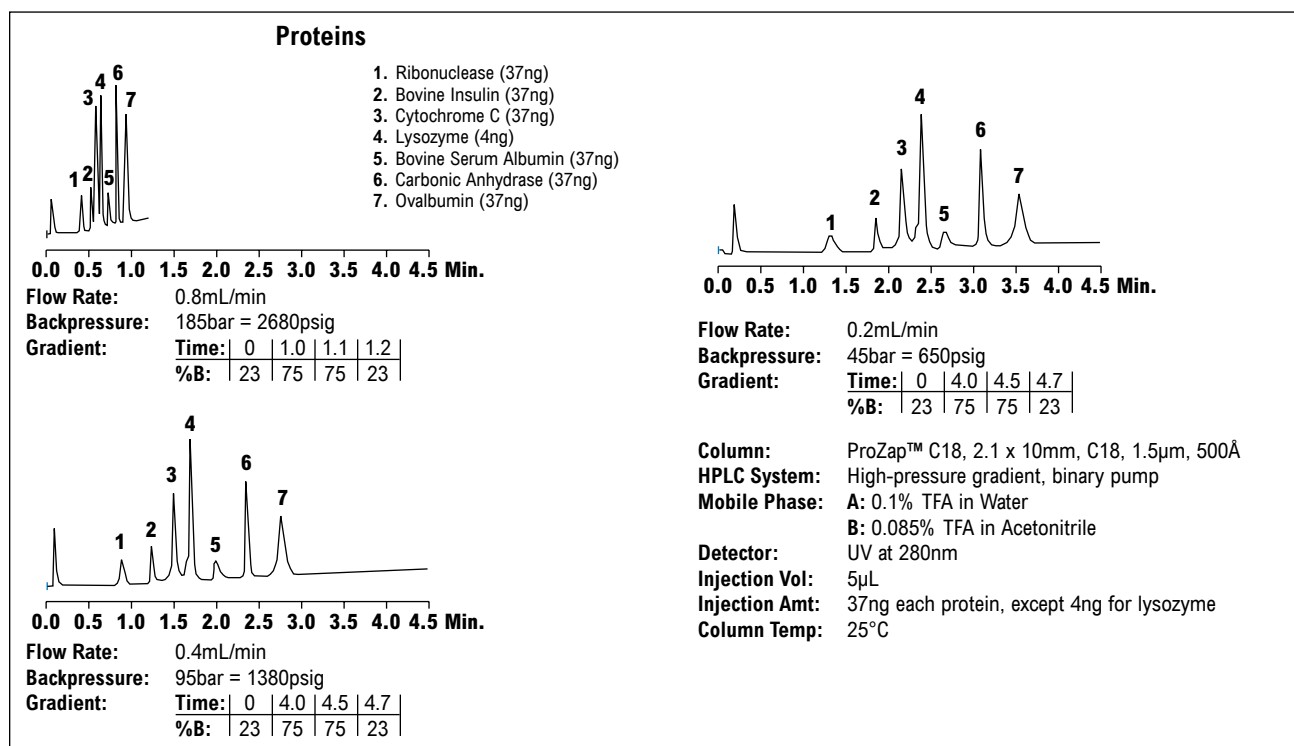 Proteins
1. Ribonuclease (37ng)
2. Bovine Insulin (37ng)
3. Cytochrome C (37ng)
4. Lysozyme (4ng)
5. Bovine Serum Albumin (37ng)
6. Carbonic Anhydrase (37ng)
7. Ovalbumin (37ng)
1 2 3 4 5 6 7
0.0 0.5 1.0 1.5 2.0 2.5 3.0 3.5 4.0 4.5 Min.
Flow Rate: 0.8mL/min
Backpressure: 185bar = 2680psig
Gradient: Time: 0 1.0 1.1 1.2
%B: 23 75 75 23
1 2 3 4 5 6 7
0.0 0.5 1.0 1.5 2.0 2.5 3.0 3.5 4.0 4.5 Min.
Flow Rate: 0.4mL/min
Backpressure: 95bar = 1380psig
Gradient: Time: 0 4.0 4.5 4.7
%B: 23 75 75 23
1 2 3 4 5 6 7
0.0 0.5 1.0 1.5 2.0 2.5 3.0 3.5 4.0 4.5 Min.
Flow Rate: 0.2mL/min
Backpressure: 45bar = 650psig
Gradient: Time: 0 4.0 4.5 4.7
%B: 23 75 75 23
Column: ProZap™ C18, 2.1 x 10mm, C18, 1.5µm, 500Å
HPLC System: High-pressure gradient, binary pump
Mobile Phase: A: 0.1% TFA in Water
B: 0.085% TFA in Acetonitrile
Detector: UV at 280nm
Injection Vol: 5µL
Injection Amt: 37ng each protein, except 4ng for lysozyme
Column Temp: 25°C